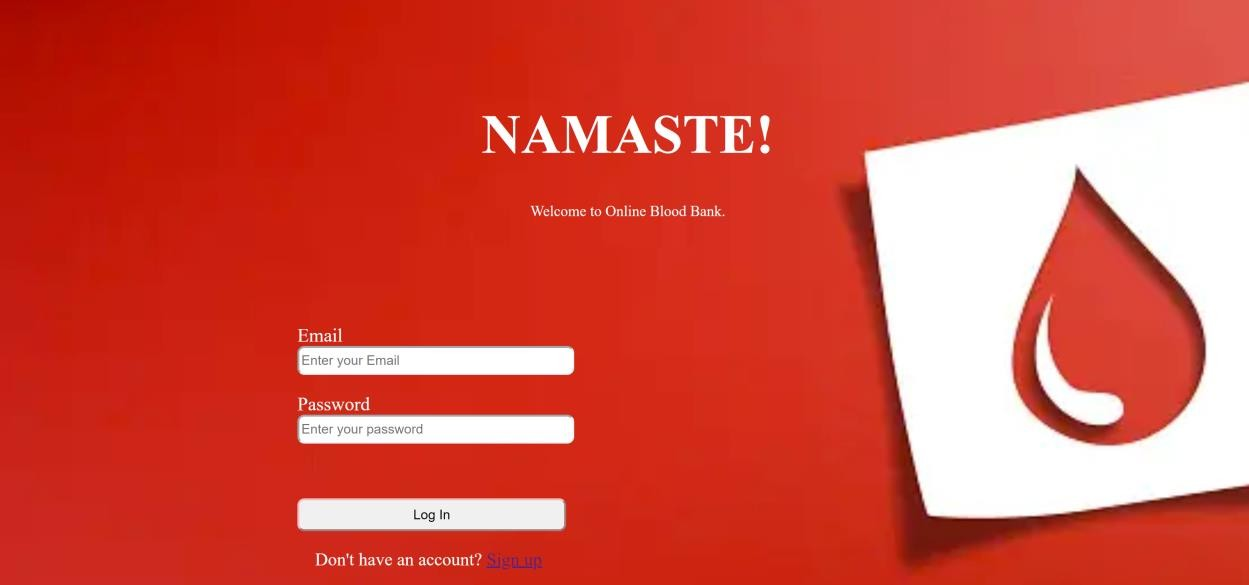 NAMASTE!
Welcome to Online Blood Bank.
Email
Enter your Email
Password
Enter your password
Log In
Don't have an account? Sign up